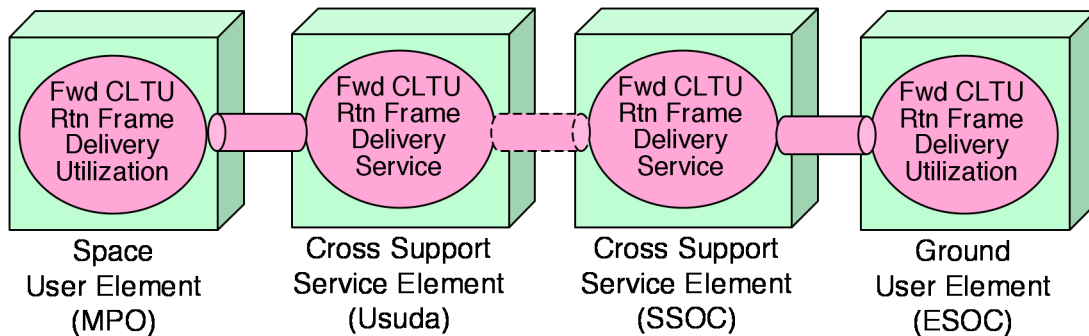 Fwd CLTU
Rtn Frame
Delivery
Utilization
Fwd CLTU
Rtn Frame
Delivery
Service
Fwd CLTU
Rtn Frame
Delivery
Service
Fwd CLTU
Rtn Frame
Delivery
Utilization
Space
User Element
(MPO)
Cross Support
Service Element
(Usuda)
Cross Support
Service Element
(SSOC)
Ground
User Element
(ESOC)